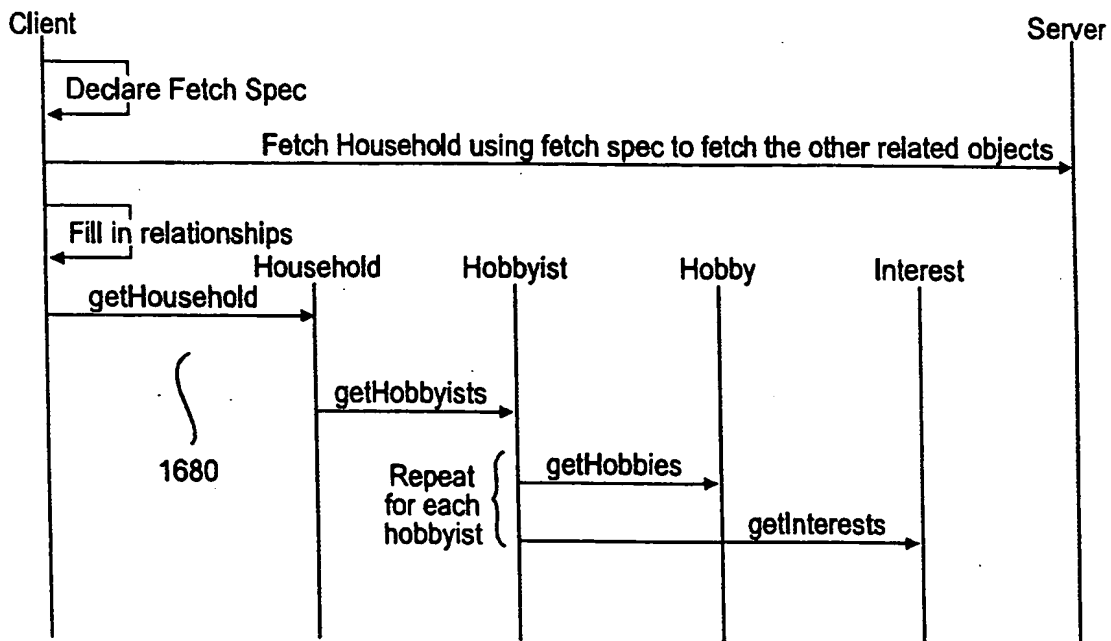 Client
Server
Declare Fetch Spec
Fetch Household using fetch spec to fetch the other related objects
Fill in relationships
Household
Hobbyist
Hobby
Interest
getHousehold
getHobbyists
1680
Repeat
for each
hobbyist
getHobbies
getInterests